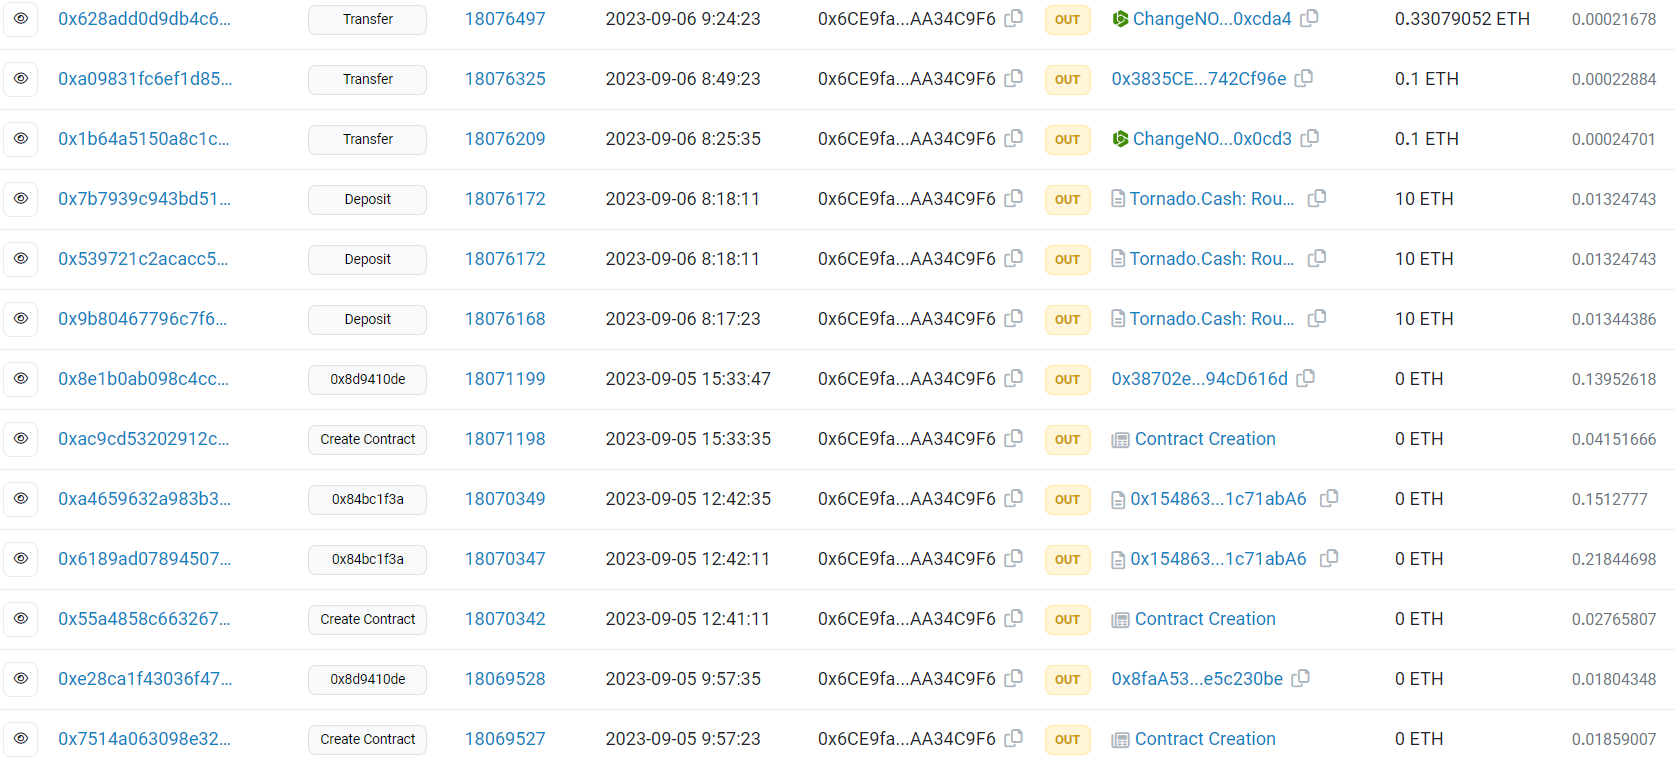 0x628add0d9db4c6... Transfer 18076497 2023-09-06 9:24:23 0x6CE9fa...AA34C9F6 OUT ChangeNO...0xcda4 0.33079052 ETH 0.00021678
0xa09831fc6ef1d85... Transfer 18076325 2023-09-06 8:49:23 0x6CE9fa...AA34C9F6 OUT 0x3835CE...742Cf96e 0.1 ETH 0.00022884
0x1b64a5150a8c1c... Transfer 18076209 2023-09-06 8:25:35 0x6CE9fa...AA34C9F6 OUT ChangeNO...0x0cd3 0.1 ETH 0.00024701
0x7b7939c943bd51... Deposit 18076172 2023-09-06 8:18:11 0x6CE9fa...AA34C9F6 OUT Tornado.Cash: Rou... 10 ETH 0.01324743
0x539721c2acacc5... Deposit 18076172 2023-09-06 8:18:11 0x6CE9fa...AA34C9F6 OUT Tornado.Cash: Rou... 10 ETH 0.01324743
0x9b80467796c7f6... Deposit 18076168 2023-09-06 8:17:23 0x6CE9fa...AA34C9F6 OUT Tornado.Cash: Rou... 10 ETH 0.01344386
0x8e1b0ab098c4cc... 0x8d9410de 18071199 2023-09-05 15:33:47 0x6CE9fa...AA34C9F6 OUT 0x38702e...94cD616d 0 ETH 0.13952618
0xac9cd53202912c... Create Contract 18071198 2023-09-05 15:33:35 0x6CE9fa...AA34C9F6 OUT Contract Creation 0 ETH 0.04151666
0xa4659632a983b3... 0x84bc1f3a 18070349 2023-09-05 12:42:35 0x6CE9fa...AA34C9F6 OUT 0x154863...1c71abA6 0 ETH 0.1512777
0x6189ad07894507... 0x84bc1f3a 18070347 2023-09-05 12:42:11 0x6CE9fa...AA34C9F6 OUT 0x154863...1c71abA6 0 ETH 0.21844698
0x55a4858c663267... Create Contract 18070342 2023-09-05 12:41:11 0x6CE9fa...AA34C9F6 OUT Contract Creation 0 ETH 0.02765807
0xe28ca1f43036f47... 0x8d9410de 18069528 2023-09-05 9:57:35 0x6CE9fa...AA34C9F6 OUT 0x8faA53...e5c230be 0 ETH 0.01804348
0x7514a063098e32... Create Contract 18069527 2023-09-05 9:57:23 0x6CE9fa...AA34C9F6 OUT Contract Creation 0 ETH 0.01859007